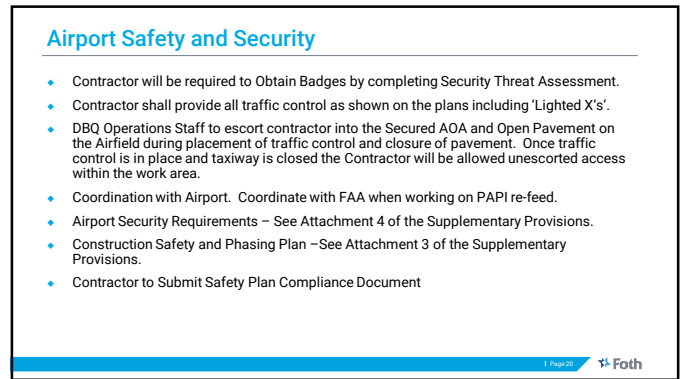 Airport Safety and Security
Contractor will be required to Obtain Badges by completing Security Threat Assessment.
Contractor shall provide all traffic control as shown on the plans including ‘Lighted X’s’.
DBQ Operations Staff to escort contractor into the Secured AOA and Open Pavement on
the Airfield during placement of traffic control and closure of pavement. Once traffic
control is in place and taxiway is closed the Contractor will be allowed unescorted access
within the work area.
Coordination with Airport. Coordinate with FAA when working on PAPI re-feed.
Airport Security Requirements – See Attachment 4 of the Supplementary Provisions.
Construction Safety and Phasing Plan –See Attachment 3 of the Supplementary
Provisions.
Contractor to Submit Safety Plan Compliance Document
| Page 20
Foth